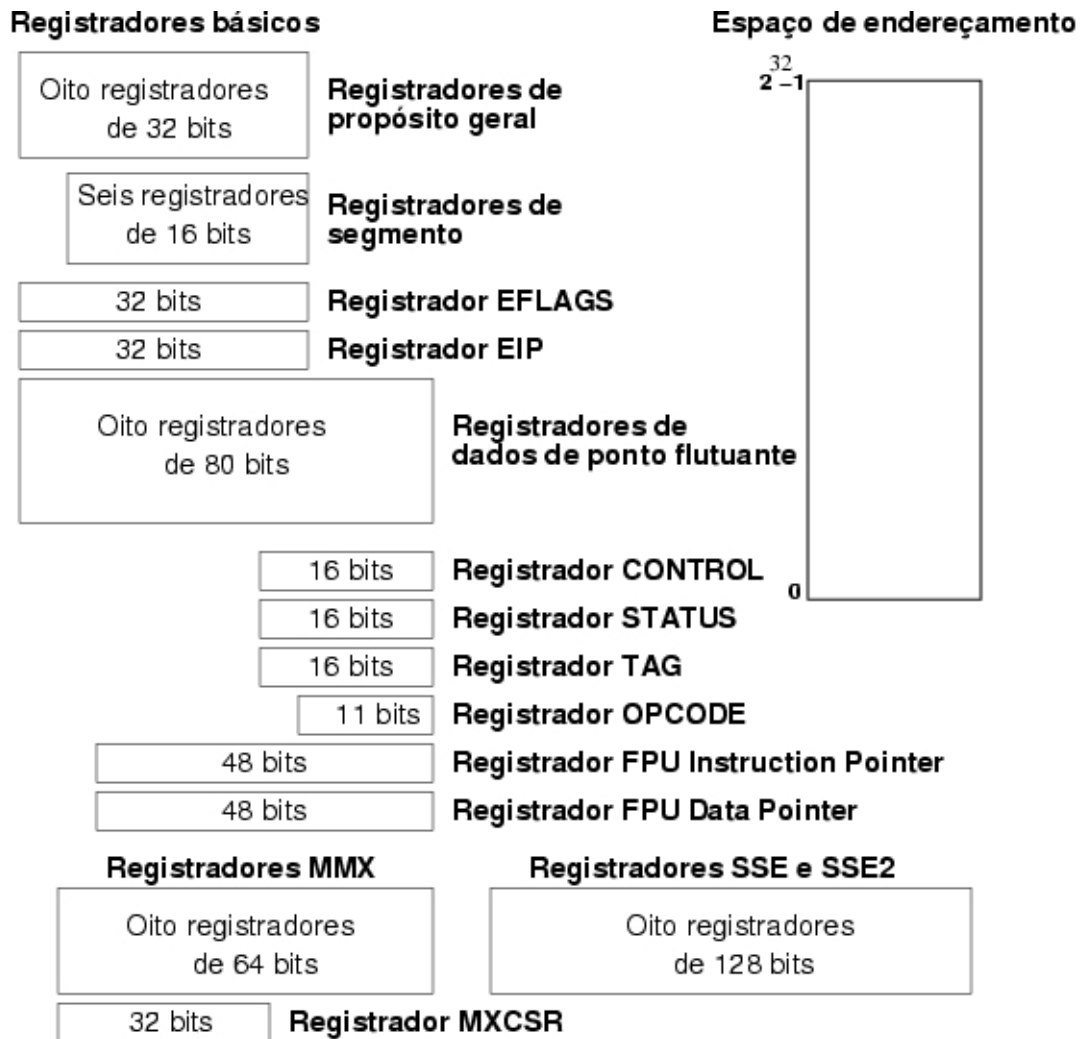 Registradores básicos
Espaço de endereçamento
Oito registradores
de 32 bits
Registradores de
propósito geral
32
2 –1
Seis registradores
de 16 bits
Registradores de
segmento
32 bits
Registrador EFLAGS
32 bits
Registrador EIP
Oito registradores
de 80 bits
Registradores de
dados de ponto flutuante
16 bits
Registrador CONTROL
0
16 bits
Registrador STATUS
16 bits
Registrador TAG
11 bits
Registrador OPCODE
48 bits
Registrador FPU Instruction Pointer
48 bits
Registrador FPU Data Pointer
Registradores MMX
Registradores SSE e SSE2
Oito registradores
de 64 bits
Oito registradores
de 128 bits
32 bits
Registrador MXCSR